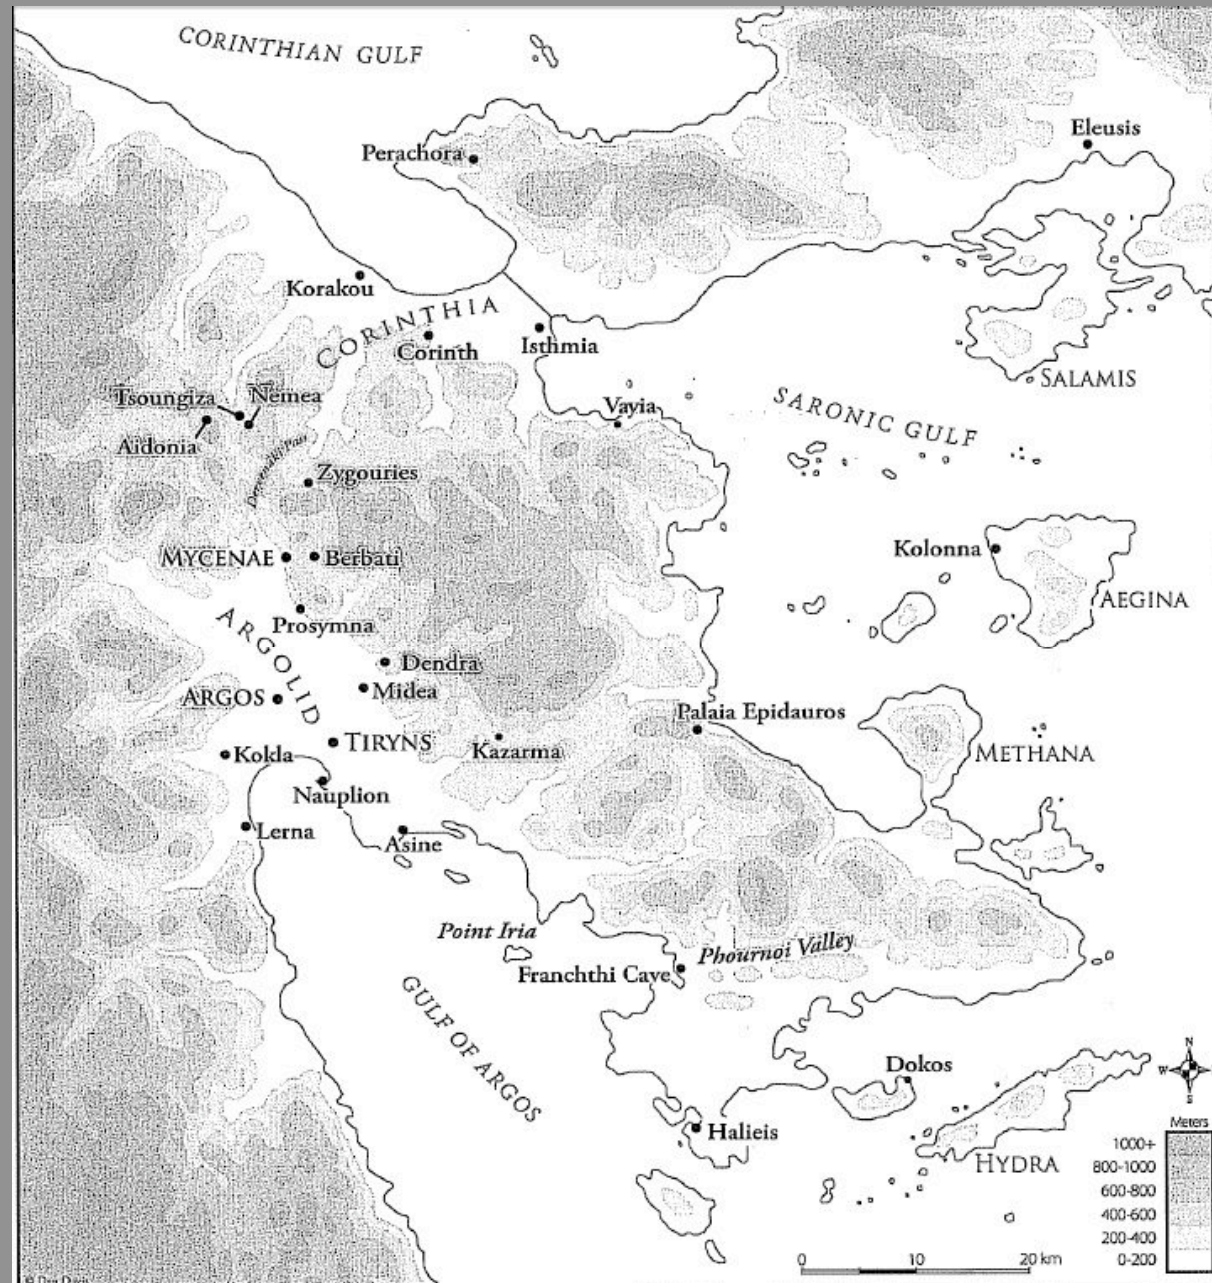 CORINTHIAN GULF
Eleusis
Perachora
Korakou
CORINTHIA
Corinth
Isthmia
SALAMIS
Tsoungiza
Nemea
Vayia
SARONIC GULF
Aidonia
Zygouries
Kolonna
MYCENAE
Berbati
AEGINA
Prosymna
ARGOLID
Dendra
ARGOS
Midea
Palaia Epidauros
TIRYNS
Kazarma
METHANA
Kokla
Nauplion
Lerna
Asine
Point Iria
Phournoi Valley
Franchthi Cave
GULF OF ARGOS
Dokos
N
W
S
Halieis
HYDRA
Meters
1000+
800-1000
600-800
400-600
200-400
0-200
0 10 20 km